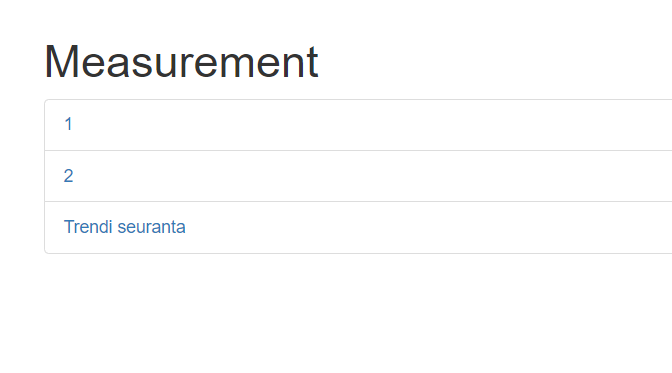 Measurement
1
2
Trendi seuranta